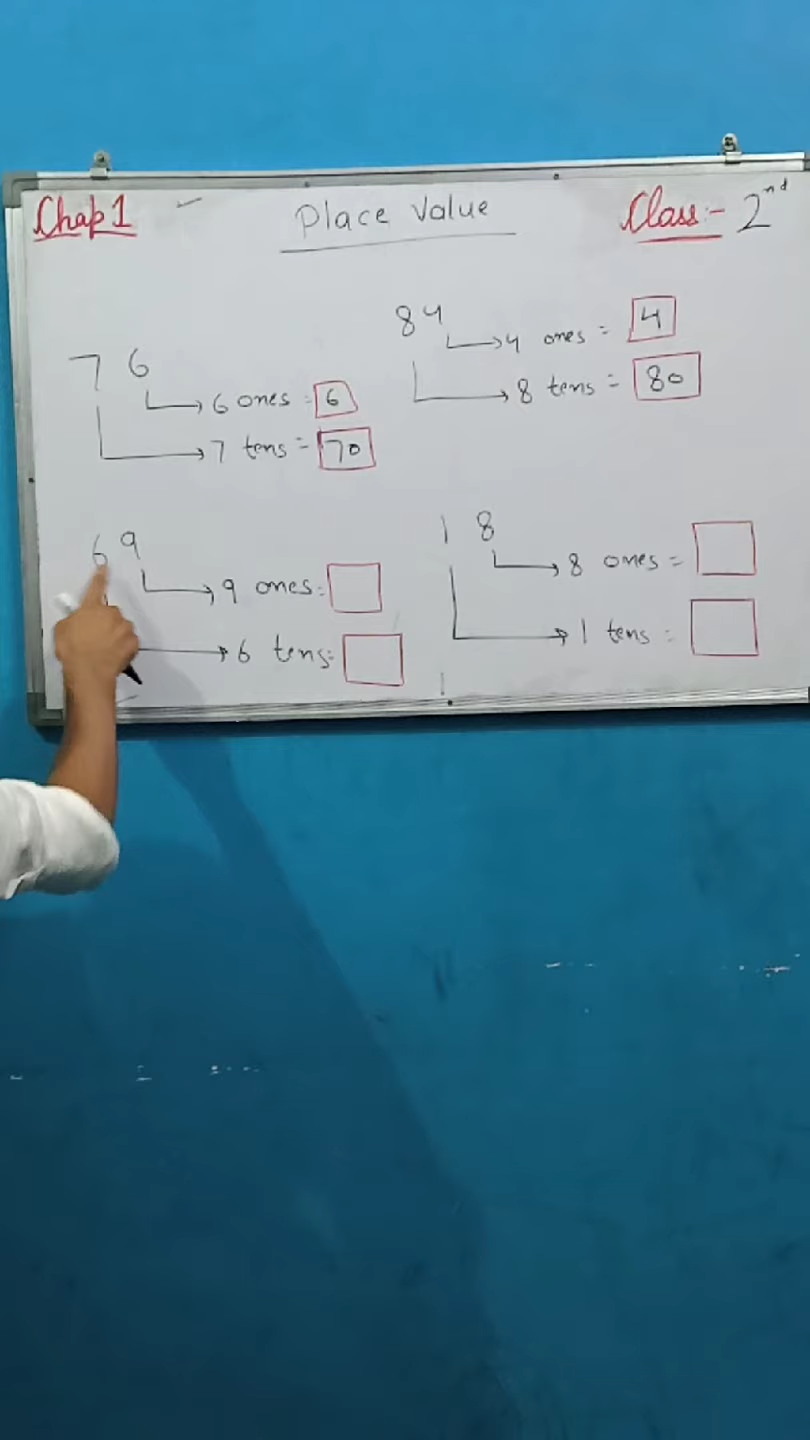 Chap 1 Place Value Class:- 2nd
76
6 ones = 6
7 tens = 70
84
4 ones = 4
8 tens = 80
69
9 ones=
6 tens=
18
8 ones=
1 tens=